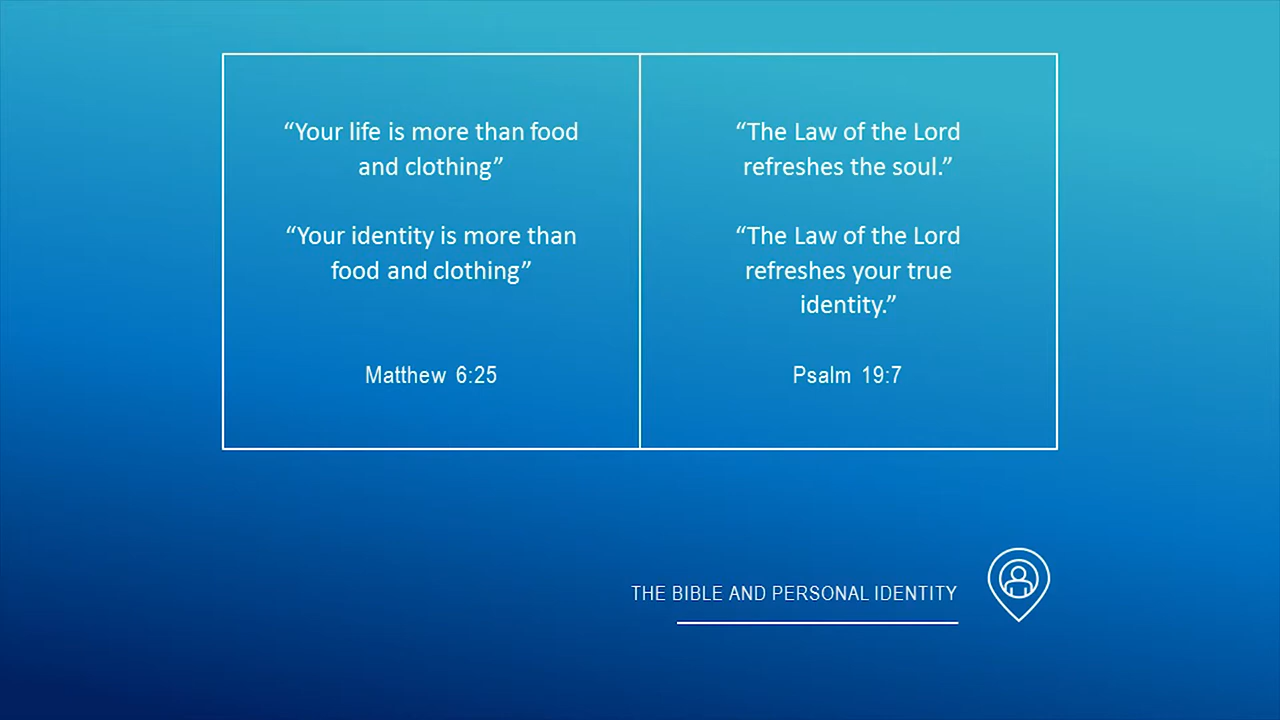 “Your life is more than food
and clothing”
“Your identity is more than
food and clothing”
Matthew 6:25
“The Law of the Lord
refreshes the soul.”
“The Law of the Lord
refreshes your true
identity.”
Psalm 19:7
THE BIBLE AND PERSONAL IDENTITY